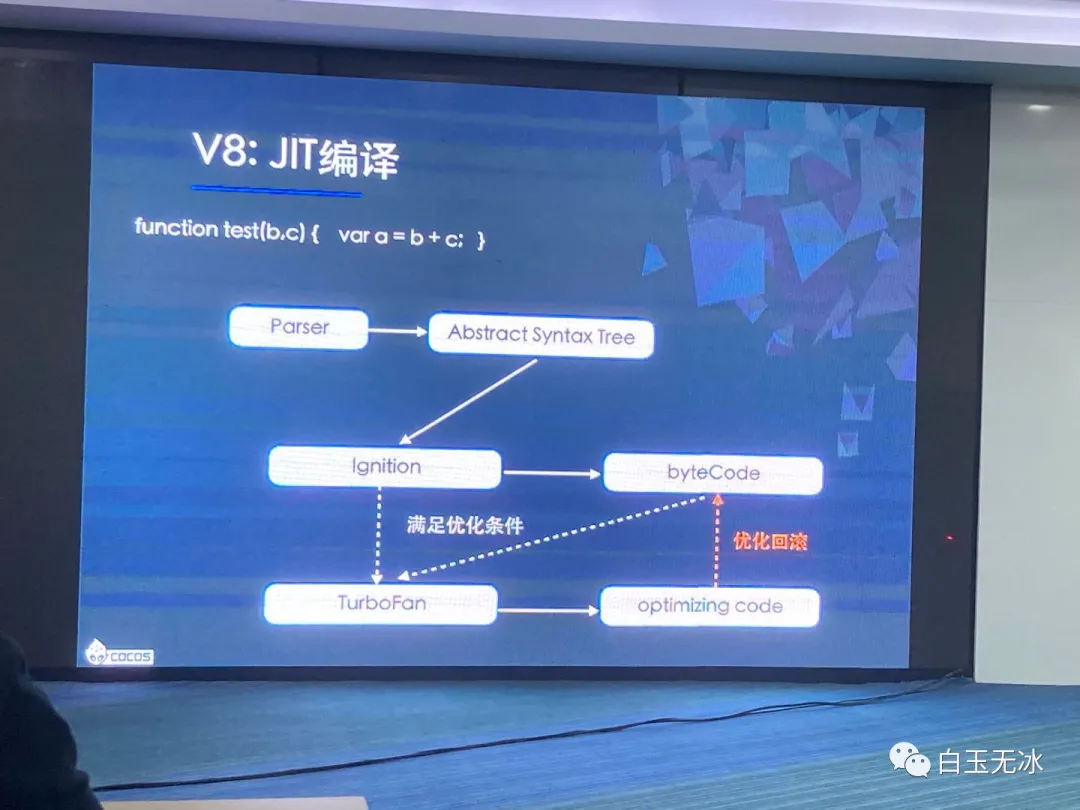 V8: JIT编译
function test(b,c) { var a = b + c; }
Parser
Abstract Syntax Tree
Ignition
byteCode
满足优化条件
优化回滚
TurboFan
optimizing code
COCOS
白玉无冰